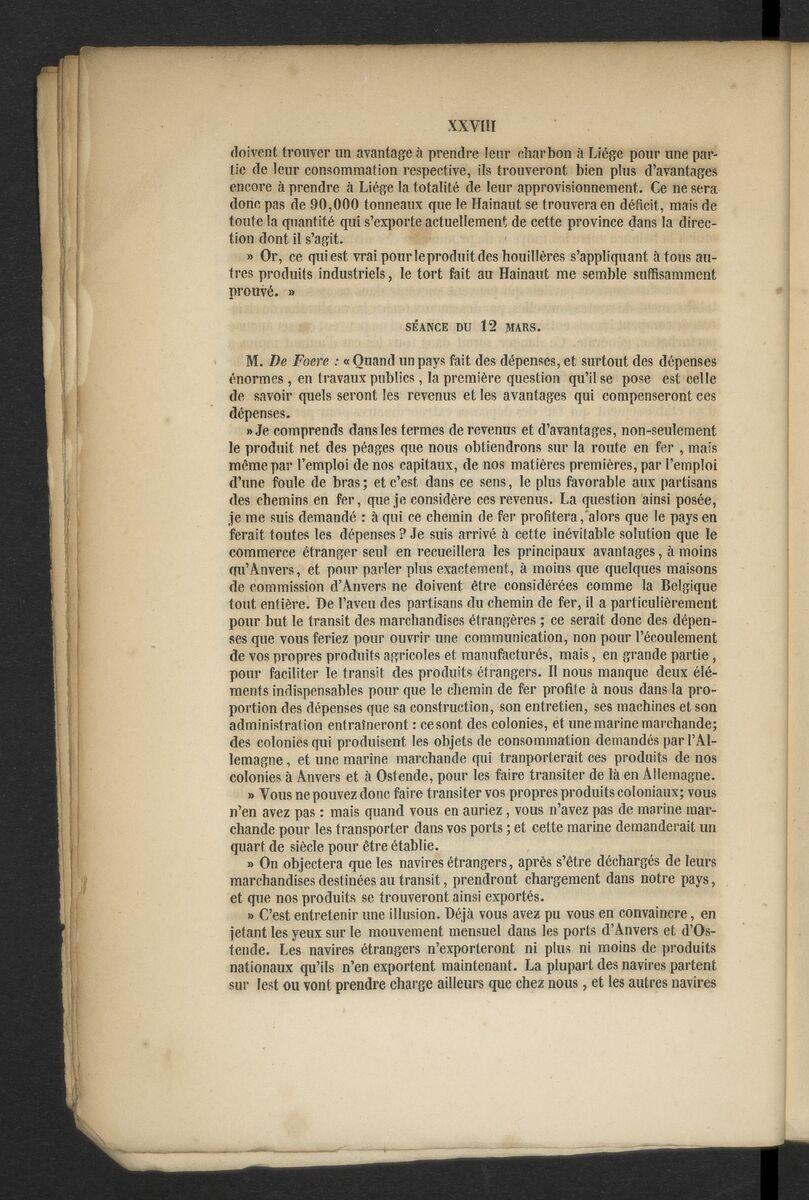 XXVIII
doivent trouver un avantage à prendre leur charbon à Liége pour une par-
tie de leur consommation respective, ils trouveront bien plus d'avantages
encore à prendre à Liége la totalité de leur approvisionnement. Ce ne sera
donc pas de 90,000 tonneaux que le Hainaut se trouvera en déficit, mais de
toute la quantité qui s'exporte actuellement de cette province dans la direc-
tion dont il s'agit.
» Or, ce qui est vrai pour le produit des houillères s'appliquant à tous au-
tres produits industriels, le tort fait au Hainaut me semble suffisamment
prouvé. »
SÉANCE DU 12 MARS.
M. De Foere : « Quand un pays fait des dépenses, et surtout des dépenses
énormes, en travaux publics, la première question qu'il se pose est celle
de savoir quels seront les revenus et les avantages qui compenseront ces
dépenses.
» Je comprends dans les termes de revenus et d'avantages, non-seulement
le produit net des péages que nous obtiendrons sur la route en fer, mais
même par l'emploi de nos capitaux, de nos matières premières, par l'emploi
d'une foule de bras; et c'est dans ce sens, le plus favorable aux partisans
des chemins en fer, que je considère ces revenus. La question ainsi posée,
je me suis demandé : à qui ce chemin de fer profitera, alors que le pays en
ferait toutes les dépenses? Je suis arrivé à cette inévitable solution que le
commerce étranger seul en recueillera les principaux avantages, à moins
qu'Anvers, et pour parler plus exactement, à moins que quelques maisons
de commission d'Anvers ne doivent être considérées comme la Belgique
tout entière. De l'aveu des partisans du chemin de fer, il a particulièrement
pour but le transit des marchandises étrangères; ce serait donc des dépen-
ses que vous feriez pour ouvrir une communication, non pour l'écoulement
de vos propres produits agricoles et manufacturés, mais, en grande partie,
pour faciliter le transit des produits étrangers. Il nous manque deux élé-
ments indispensables pour que le chemin de fer profite à nous dans la pro-
portion des dépenses que sa construction, son entretien, ses machines et son
administration entraîneront : ce sont des colonies, et une marine marchande;
des colonies qui produisent les objets de consommation demandés par l'Al-
lemagne, et une marine marchande qui tranporterait ces produits de nos
colonies à Anvers et à Ostende, pour les faire transiter de là en Allemagne.
» Vous ne pouvez donc faire transiter vos propres produits coloniaux; vous
n'en avez pas : mais quand vous en auriez, vous n'avez pas de marine mar-
chande pour les transporter dans vos ports; et cette marine demanderait un
quart de siècle pour être établie.
» On objectera que les navires étrangers, après s'être déchargés de leurs
marchandises destinées au transit, prendront chargement dans notre pays,
et que nos produits se trouveront ainsi exportés.
» C'est entretenir une illusion. Déjà vous avez pu vous en convaincre, en
jetant les yeux sur le mouvement mensuel dans les ports d'Anvers et d'Os-
tende. Les navires étrangers n'exporteront ni plus ni moins de produits
nationaux qu'ils n'en exportent maintenant. La plupart des navires partent
sur lest ou vont prendre charge ailleurs que chez nous, et les autres navires